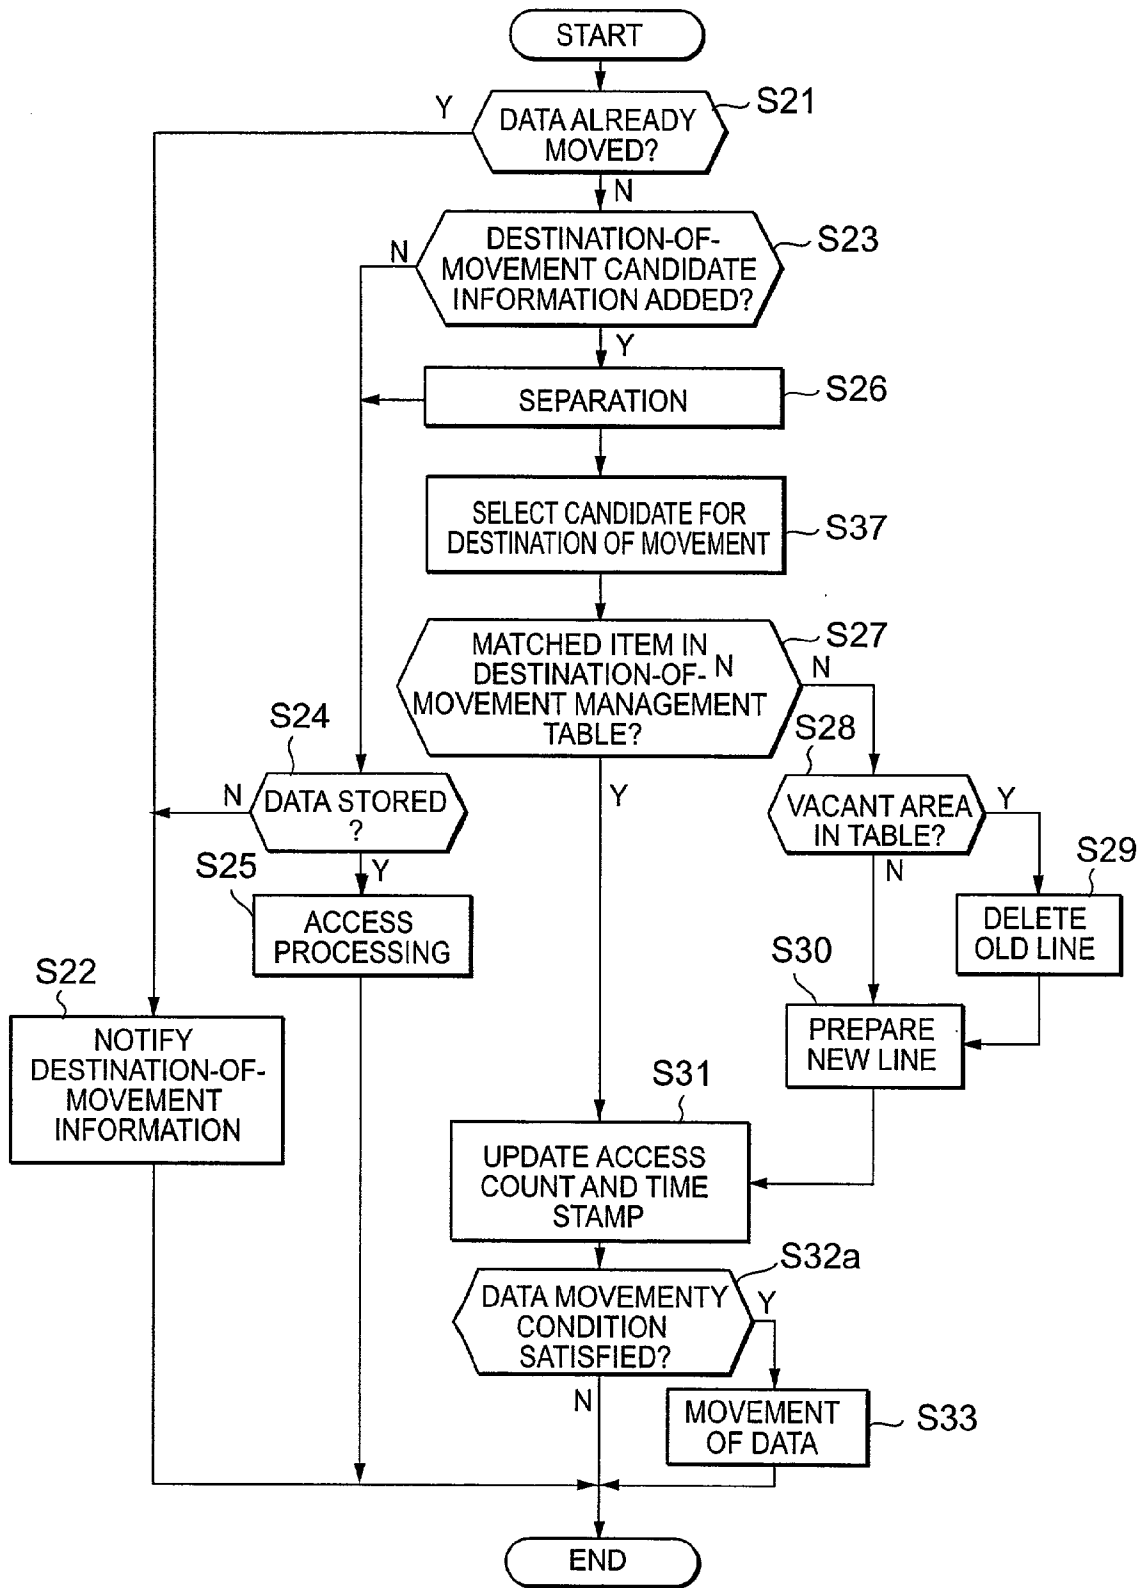 START
S21
Y
DATA ALREADY
MOVED?
N
S23
N
DESTINATION-OF-
MOVEMENT CANDIDATE
INFORMATION ADDED?
Y
S26
SEPARATION
S37
SELECT CANDIDATE FOR
DESTINATION OF MOVEMENT
S27
MATCHED ITEM IN
N
DESTINATION-OF-
N
MOVEMENT MANAGEMENT
TABLE?
S24
S28
N
DATA STORED
?
Y
VACANT AREA
IN TABLE?
Y
S25
Y
N
S29
ACCESS
PROCESSING
DELETE
OLD LINE
S30
S22
PREPARE
NEW LINE
NOTIFY
DESTINATION-OF-
MOVEMENT
INFORMATION
S31
UPDATE ACCESS
COUNT AND TIME
STAMP
S32a
DATA MOVEMENTY
CONDITION
SATISFIED?
Y
N
S33
MOVEMENT
OF DATA
END